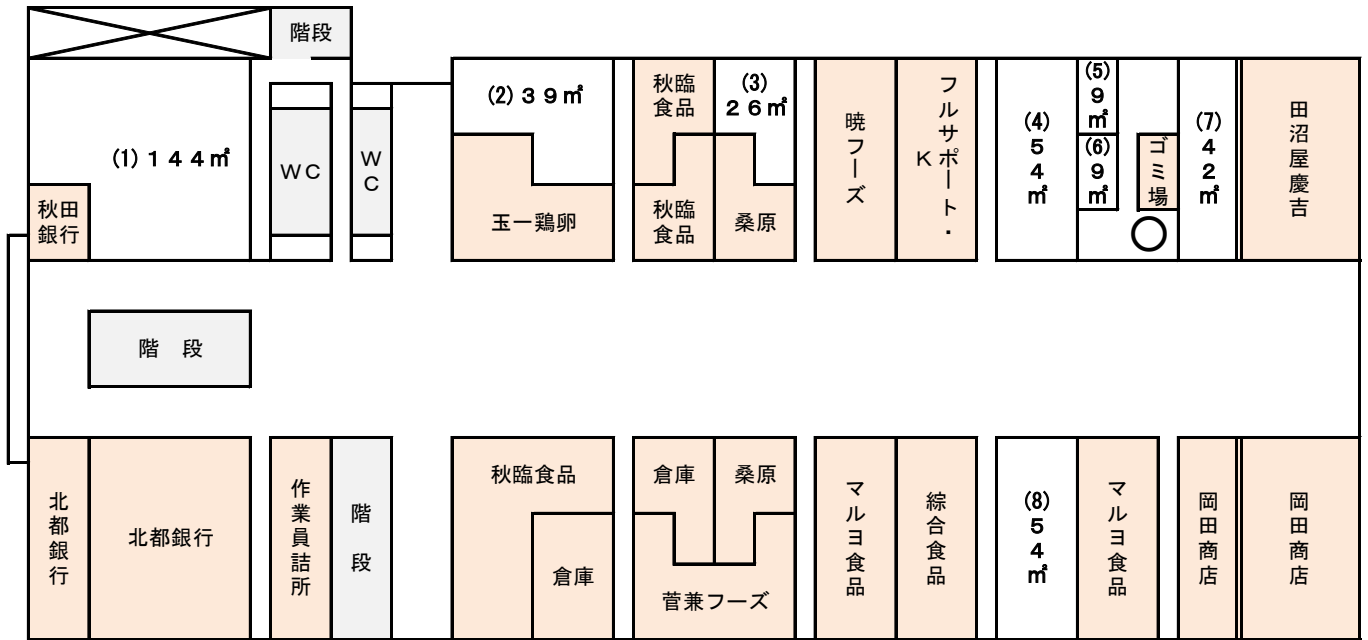 階段
(1)144㎡
WC
WC
(2)39㎡
秋臨
食品
(3)
26㎡
暁フーズ
フルサポート・
K
(4)
54㎡
(5)
9㎡
(6)
9㎡
ゴミ場
(7)
42㎡
田沼屋慶吉
秋田
銀行
玉一鶏卵
秋臨
食品
桑原
階 段
北都銀行
北都銀行
作業員詰所
階段
秋臨食品
倉庫
倉庫
桑原
菅兼フーズ
マルヨ食品
綜合食品
(8)
54㎡
マルヨ食品
岡田商店
岡田商店